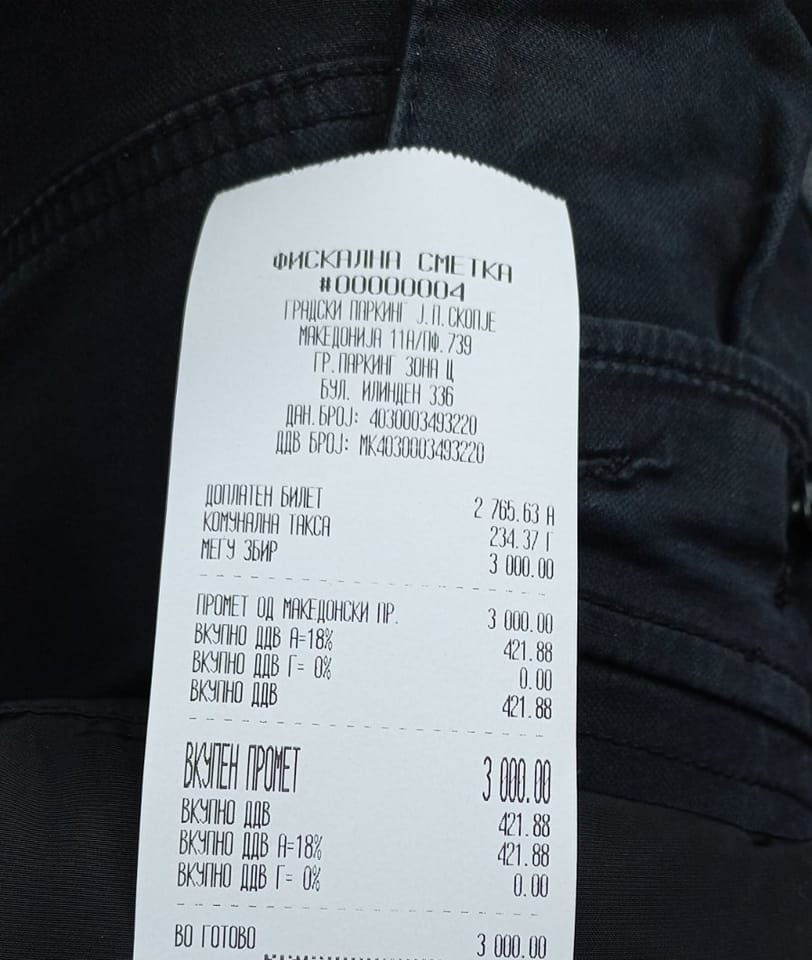 ФИСКАЛНА СМЕТКА
#00000004
ГРАДСКИ ПАРКИНГ Ј.П.СКОПЈЕ
МАКЕДОНИЈА 11А/ПФ.739
ГР.ПАРКИНГ ЗОНА Ц
БУЛ. ИЛИНДЕН 336
ДАН.БРОЈ: 4030003493220
ДДВ БРОЈ: МК4030003493220
ДОПЛАТЕН БИЛЕТ 2 765.63 А
КОМУНАЛНА ТАКСА 234.37 Г
МЕГУ ЗБИР 3 000.00
ПРОМЕТ ОД МАКЕДОНСКИ ПР. 3 000.00
ВКУПНО ДДВ А=18% 421.88
ВКУПНО ДДВ Г= 0% 0.00
ВКУПНО ДДВ 421.88
ВКУПЕН ПРОМЕТ 3 000.00
ВКУПНО ДДВ 421.88
ВКУПНО ДДВ А=18% 421.88
ВКУПНО ДДВ Г= 0% 0.00
ВО ГОТОВО 3 000.00